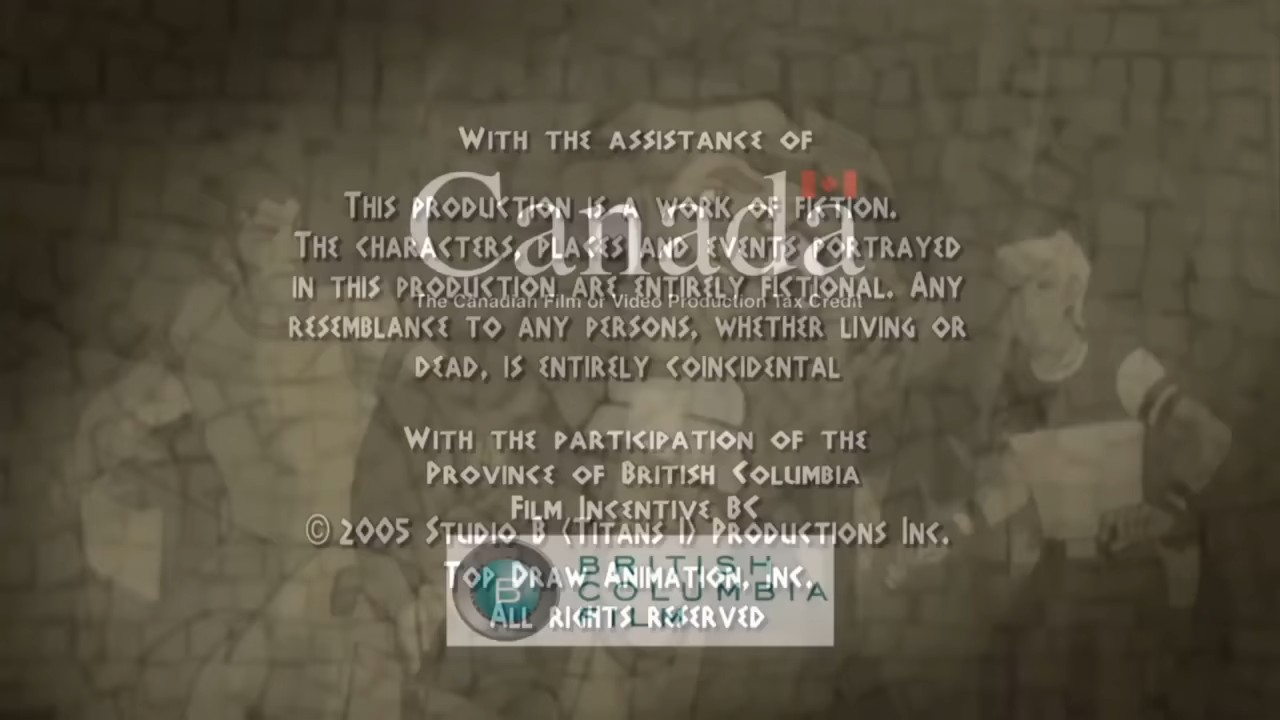 WITH THE ASSISTANCE OF
Canada
THIS PRODUCTION IS A WORK OF FICTION.
THE CHARACTERS, PLACES AND EVENTS PORTRAYED
IN THIS PRODUCTION ARE ENTIRELY FICTIONAL. ANY
The Canadian Film or Video Production Tax Credit
RESEMBLANCE TO ANY PERSONS, WHETHER LIVING OR
DEAD, IS ENTIRELY COINCIDENTAL
WITH THE PARTICIPATION OF THE
PROVINCE OF BRITISH COLUMBIA
FILM INCENTIVE BC
© 2005 STUDIO B (TITANS I) PRODUCTIONS INC.
B
BRITISH
COLUMBIA
FILM
TOP DRAW ANIMATION, INC.
ALL RIGHTS RESERVED